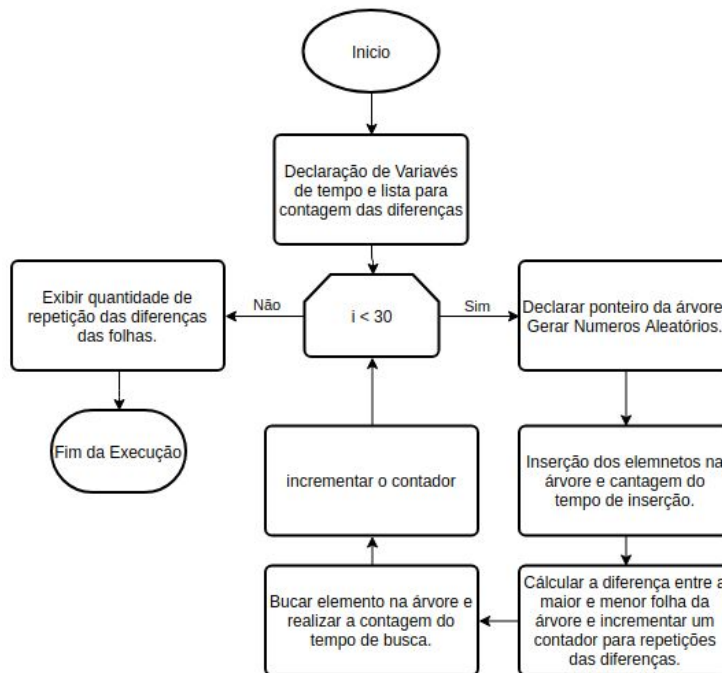 Inicio
Declaração de Variavés
de tempo e lista para
contagem das diferenças
Exibir quantidade de
repetição das diferenças
das folhas.
Não
i < 30
Sim
Declarar ponteiro da árvore
Gerar Numeros Aleatórios.
Fim da Execução
incrementar o contador
Inserção dos elemnetos na
árvore e cantagem do
tempo de inserção.
Bucar elemento na árvore e
realizar a contagem do
tempo de busca.
Cálcular a diferença entre a
maior e menor folha da
árvore e incrementar um
contador para repetições
das diferenças.